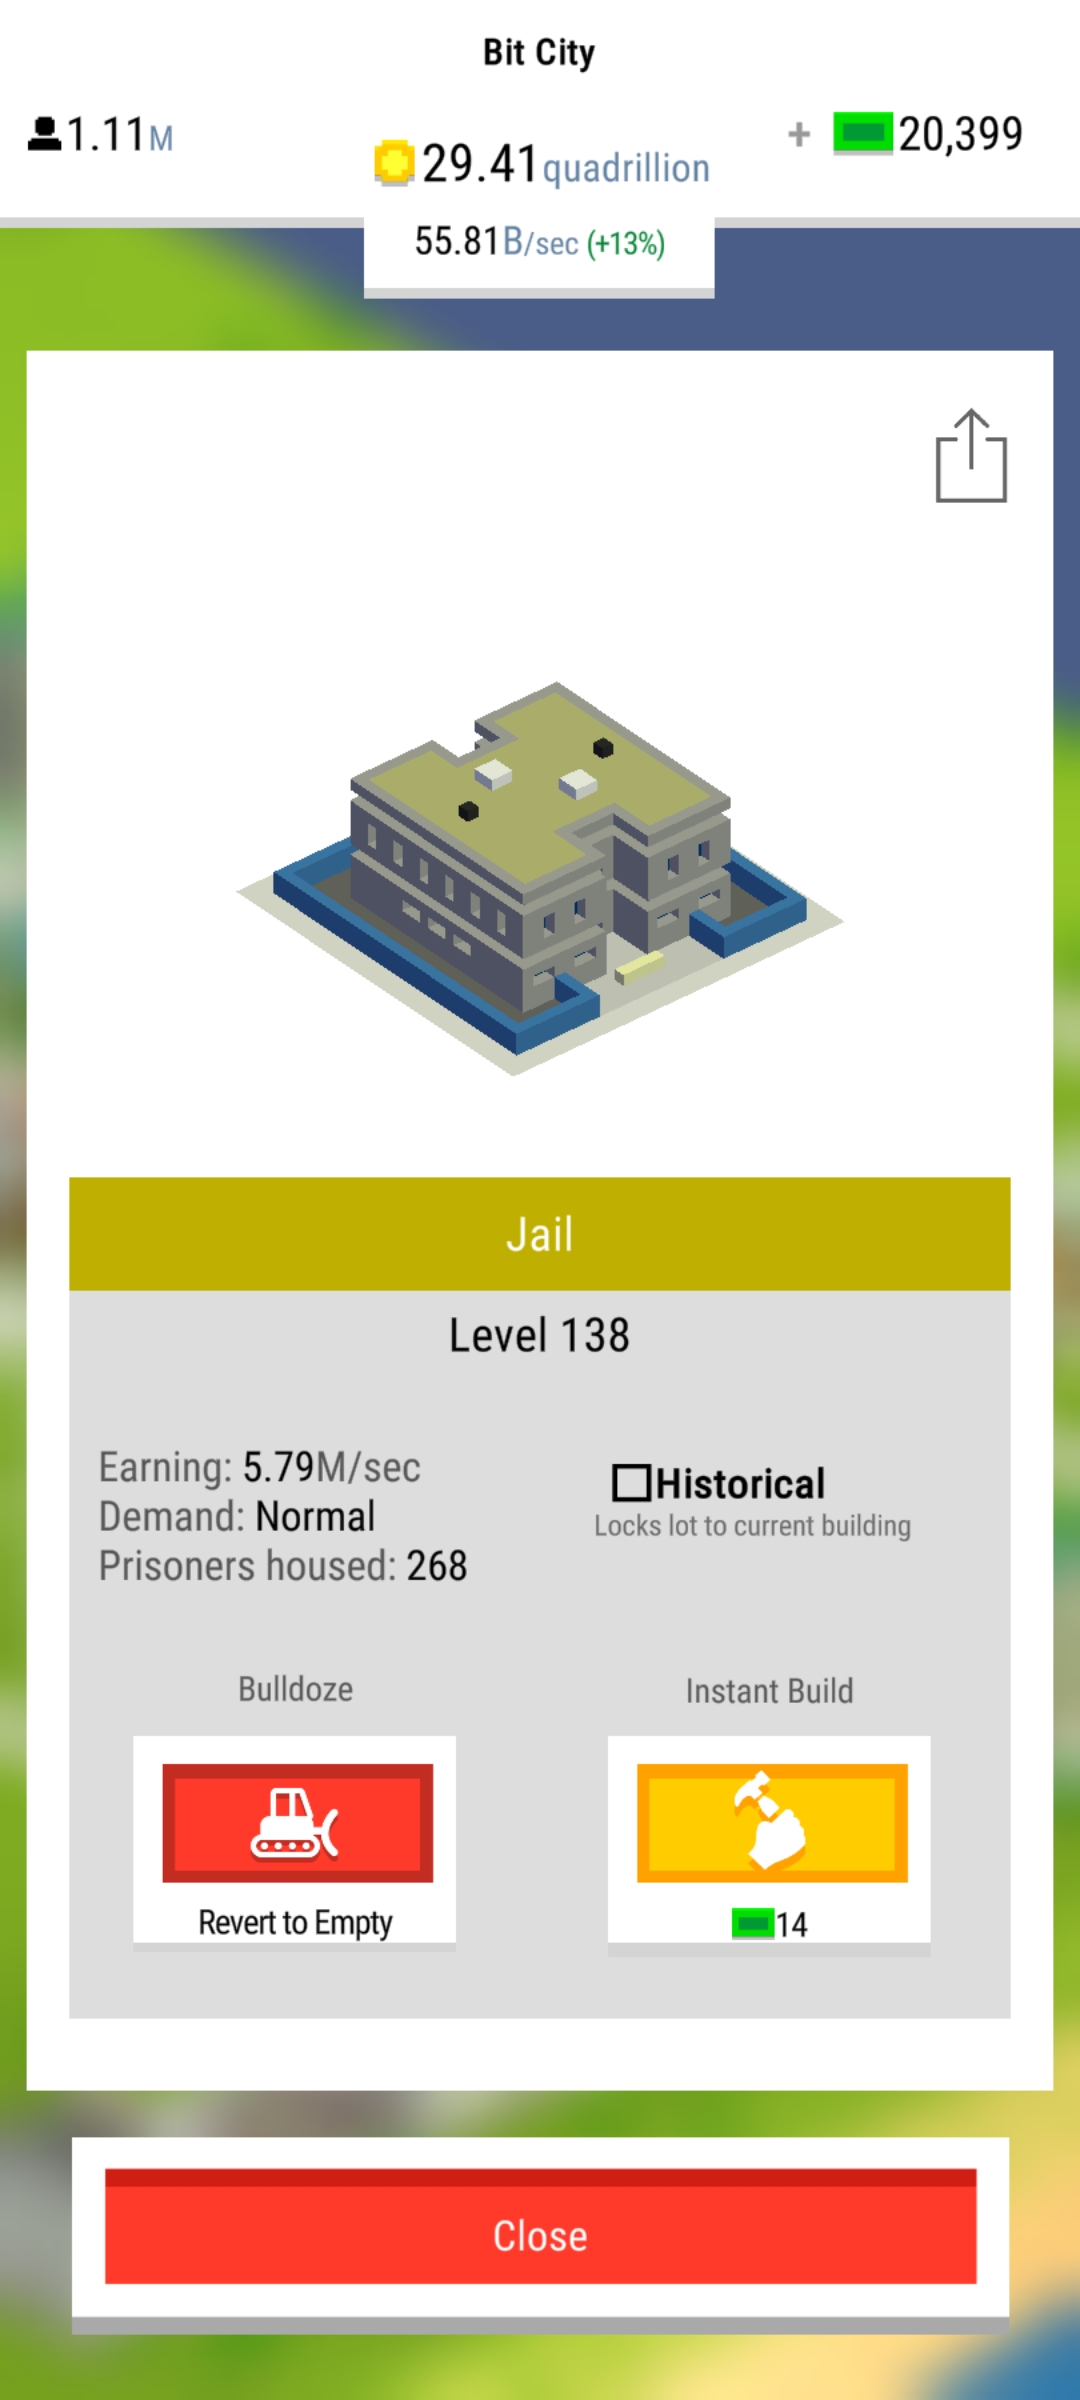 Bit City
1.11M
29.41quadrillion
+ 20,399
55.81B/sec (+13%)
Jail
Level 138
Earning: 5.79M/sec
Demand: Normal
Prisoners housed: 268
Historical
Locks lot to current building
Bulldoze
Revert to Empty
Instant Build
14
Close